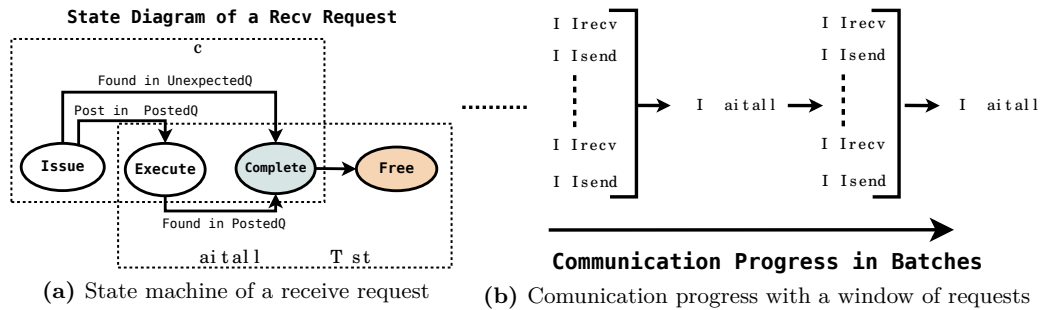 State Diagram of a Recv Request
c
Found in UnexpectedQ
Post in PostedQ
Issue
Execute
Complete
Free
Found in PostedQ
aitall T st
(a) State machine of a receive request
I Irecv
I Isend
I Irecv
I Isend
I aitall
I Irecv
I Isend
I Irecv
I Isend
I aitall
Communication Progress in Batches
(b) Comunication progress with a window of requests